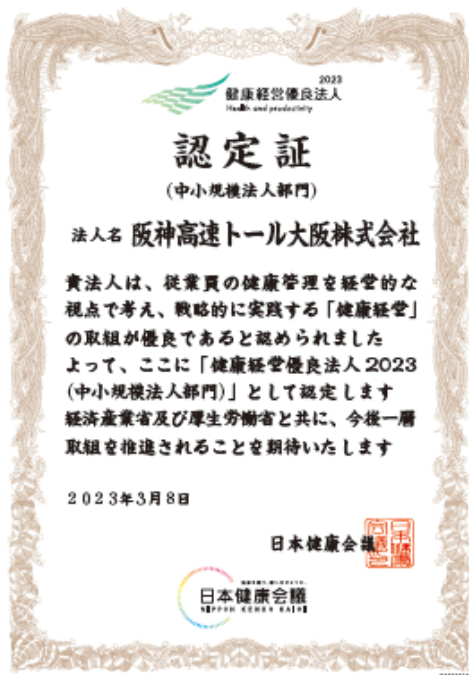 2023
健康経営優良法人
Health and productivity
認定証
(中小規模法人部門)
法人名 阪神高速トール大阪株式会社
貴法人は、従業員の健康管理を経営的な
視点で考え、戦略的に実践する「健康経営」
の取組が優良であると認められました
よって、ここに「健康経営優良法人2023
(中小規模法人部門)」として認定します
経済産業省及び厚生労働省と共に、今後一層
取組を推進されることを期待いたします
2023年3月8日
日本健康会議
日本健康会議
NIPPON KENKO KAIGI